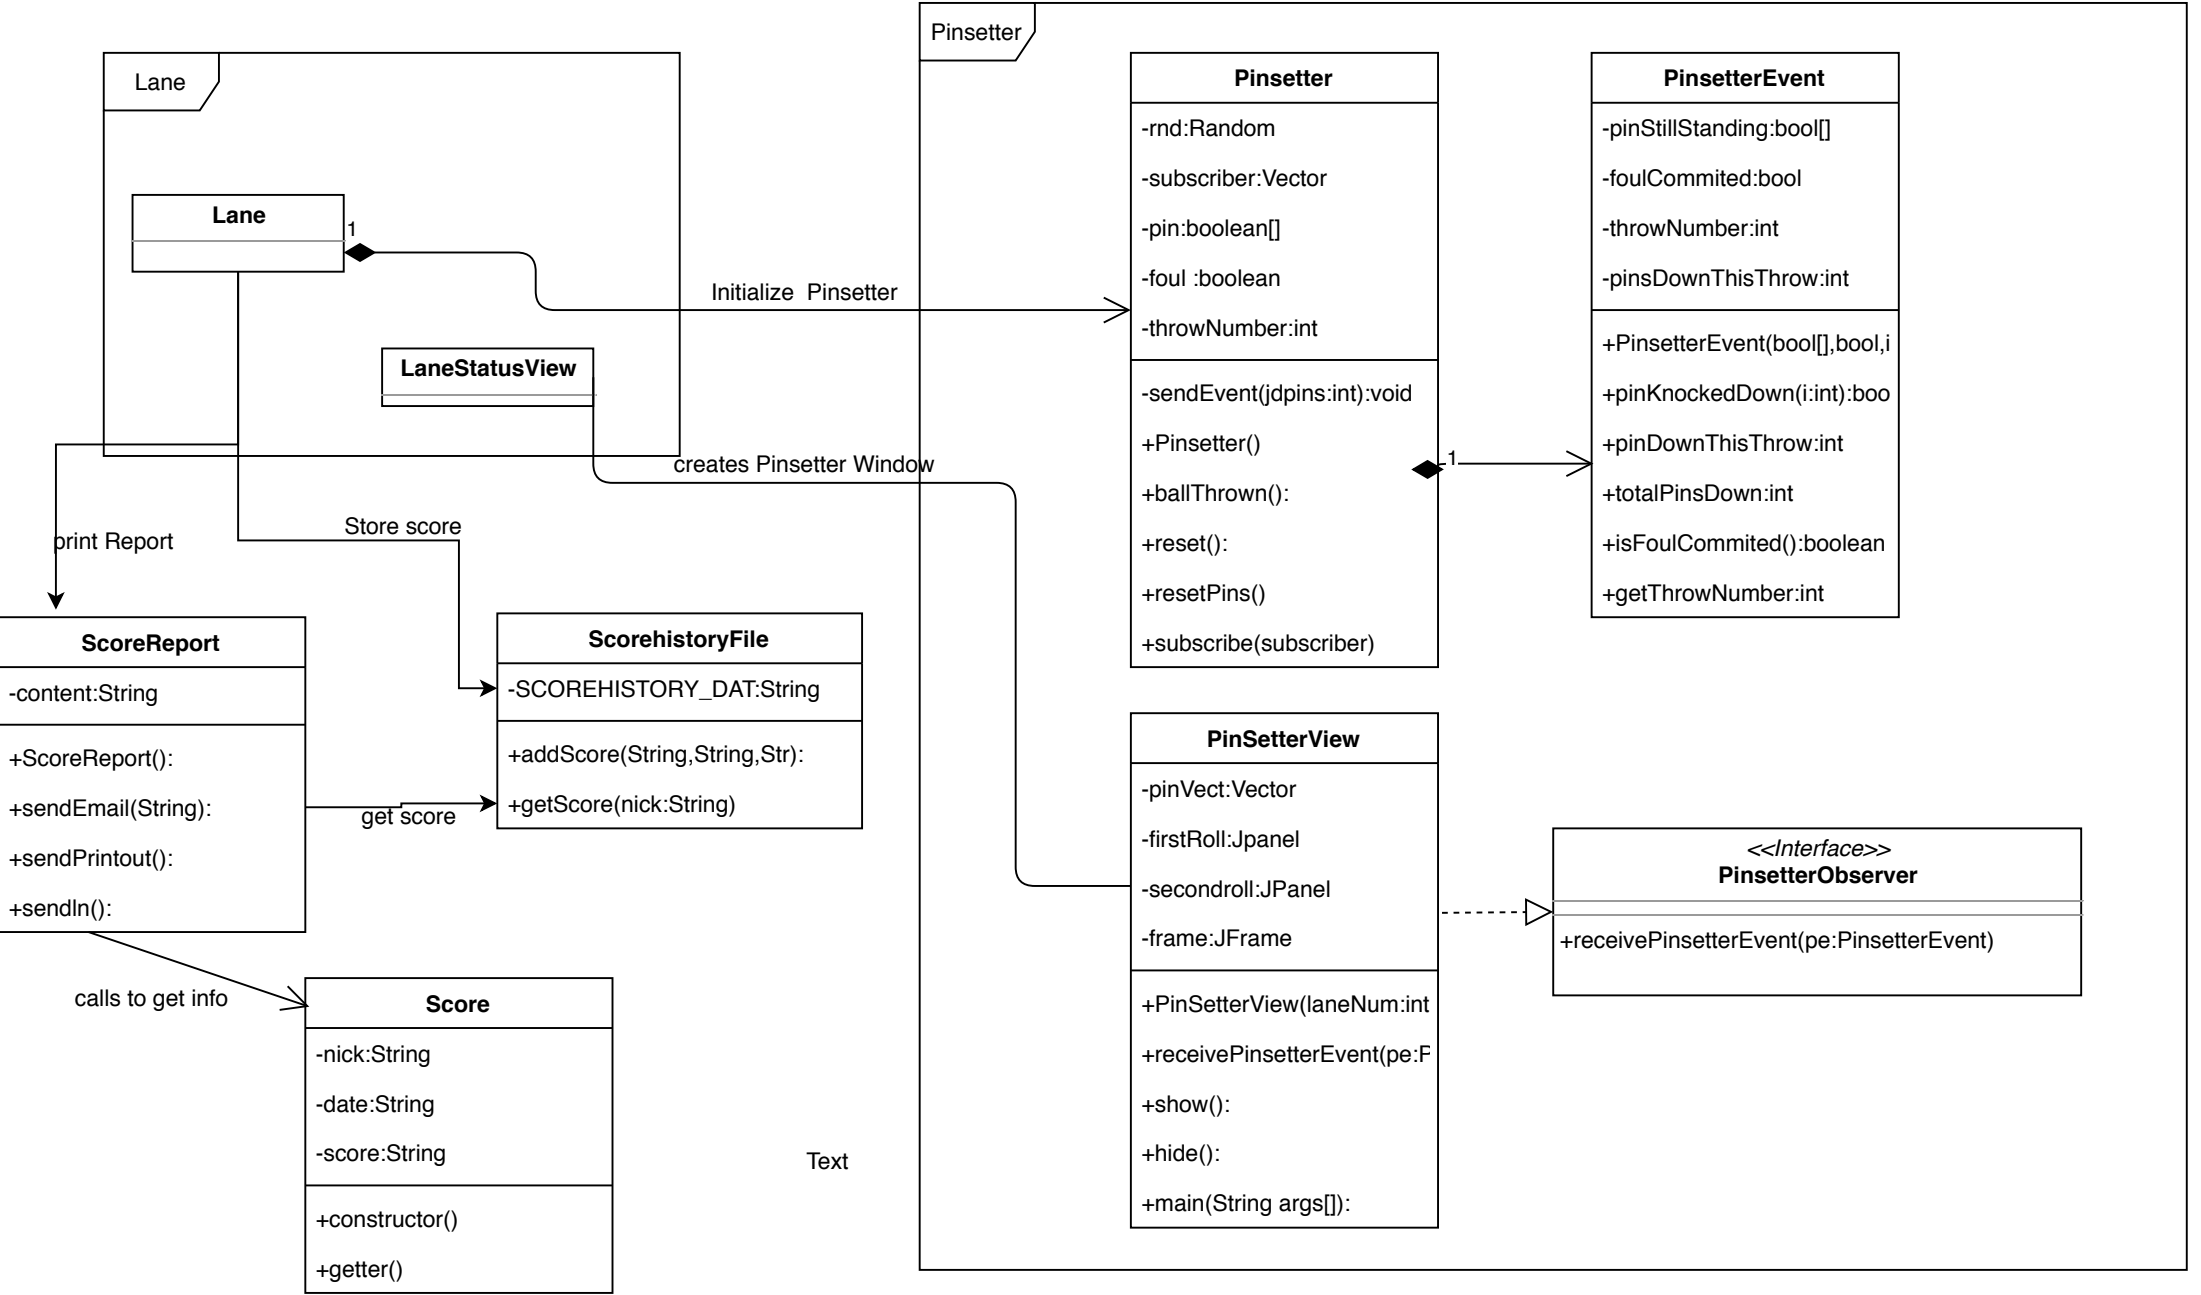 Lane
Lane
1
Initialize  Pinsetter
LaneStatusView
creates Pinsetter Window
print Report
Store score
ScoreReport
-content:String
+ScoreReport():
+sendEmail(String):
+sendPrintout():
+sendIn():
get score
ScorehistoryFile
-SCOREHISTORY_DAT:String
+addScore(String,String,Str):
+getScore(nick:String)
calls to get info
Score
-nick:String
-date:String
-score:String
+constructor()
+getter()
Text
Pinsetter
Pinsetter
-rnd:Random
-subscriber:Vector
-pin:boolean[]
-foul :boolean
-throwNumber:int
-sendEvent(jdpins:int):void
+Pinsetter()
+ballThrown():
+reset():
+resetPins()
+subscribe(subscriber)
1
PinsetterEvent
-pinStillStanding:bool[]
-foulCommited:bool
-throwNumber:int
-pinsDownThisThrow:int
+PinsetterEvent(bool[],bool,i
+pinKnockedDown(i:int):boo
+pinDownThisThrow:int
+totalPinsDown:int
+isFoulCommited():boolean
+getThrowNumber:int
PinSetterView
-pinVect:Vector
-firstRoll:Jpanel
-secondroll:JPanel
-frame:JFrame
+PinSetterView(laneNum:int
+receivePinsetterEvent(pe:P
+show():
+hide():
+main(String args[]):
<<Interface>>
PinsetterObserver
+receivePinsetterEvent(pe:PinsetterEvent)